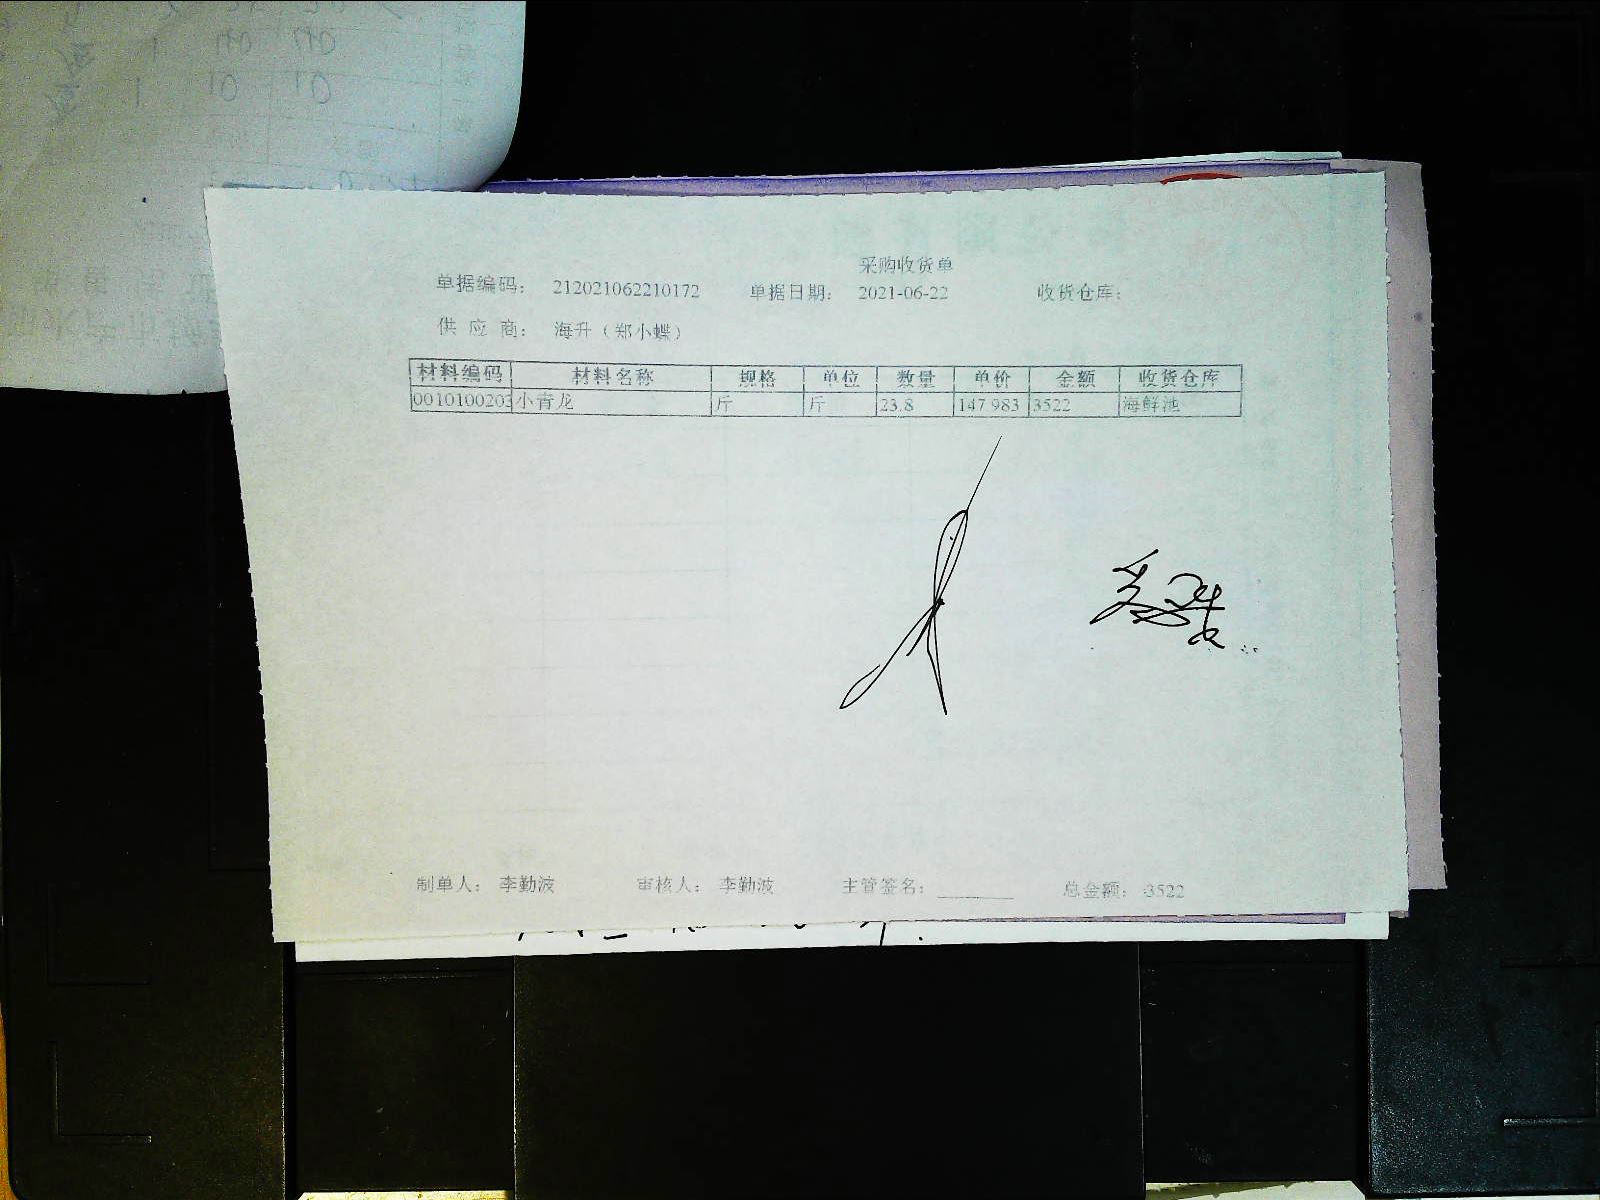 采购收货单
单据编码： 212021062210172 单据日期： 2021-06-22 收货仓库：
供 应 商： 海升（郑小蝶）
材料编码 材料名称 规格 单位 数量 单价 金额 收货仓库
0010100203 小青龙 斤 斤 23.8 147.983 3522 海鲜池
制单人： 李勤波 审核人： 李勤波 主管签名： 总金额： 3522